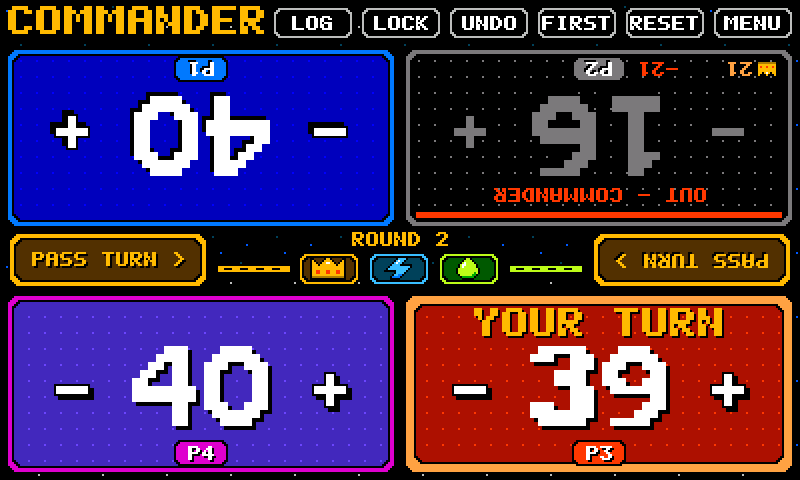 COMMANDER LOG LOCK UNDO FIRST RESET MENU
P1
+ 40 -
P2 -21 21
+ 16 -
OUT - COMMANDER
ROUND 2
PASS TURN >
PASS TURN >
YOUR TURN
- 40 +
- 39 +
P4
P3